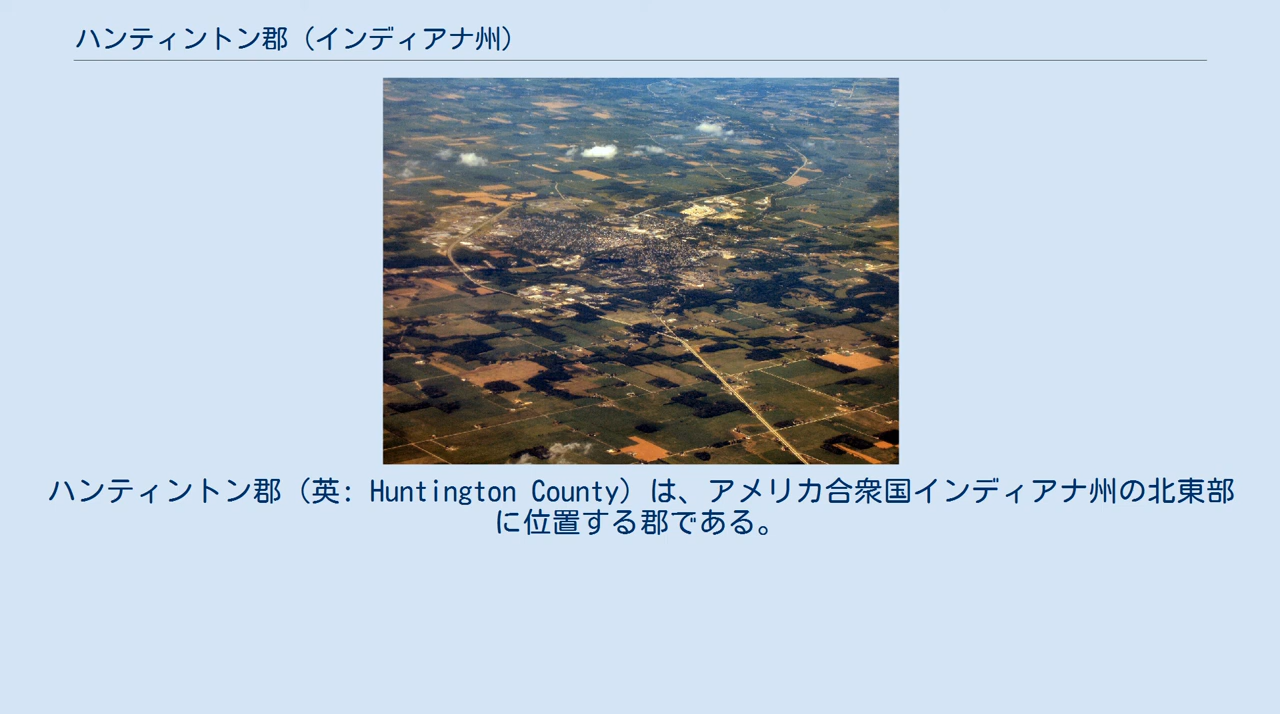 ハンティントン郡（インディアナ州）
ハンティントン郡（英: Huntington County）は、アメリカ合衆国インディアナ州の北東部
に位置する郡である。